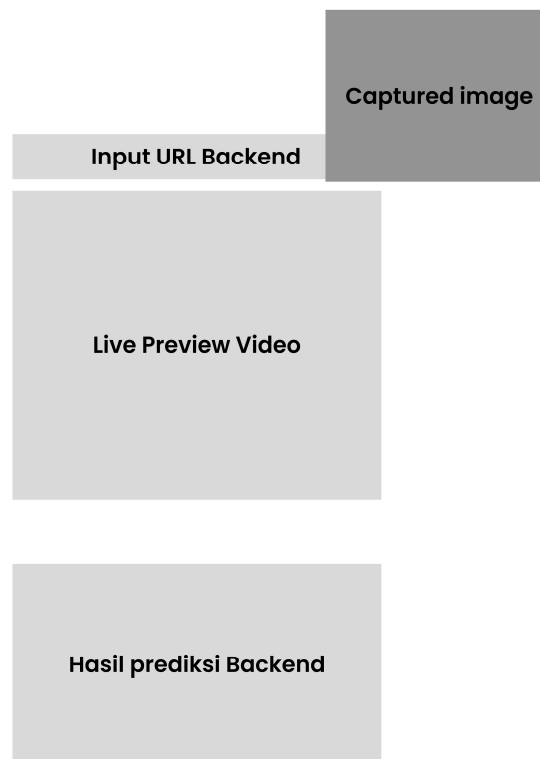 Captured image
Input URL Backend
Live Preview Video
Hasil prediksi Backend